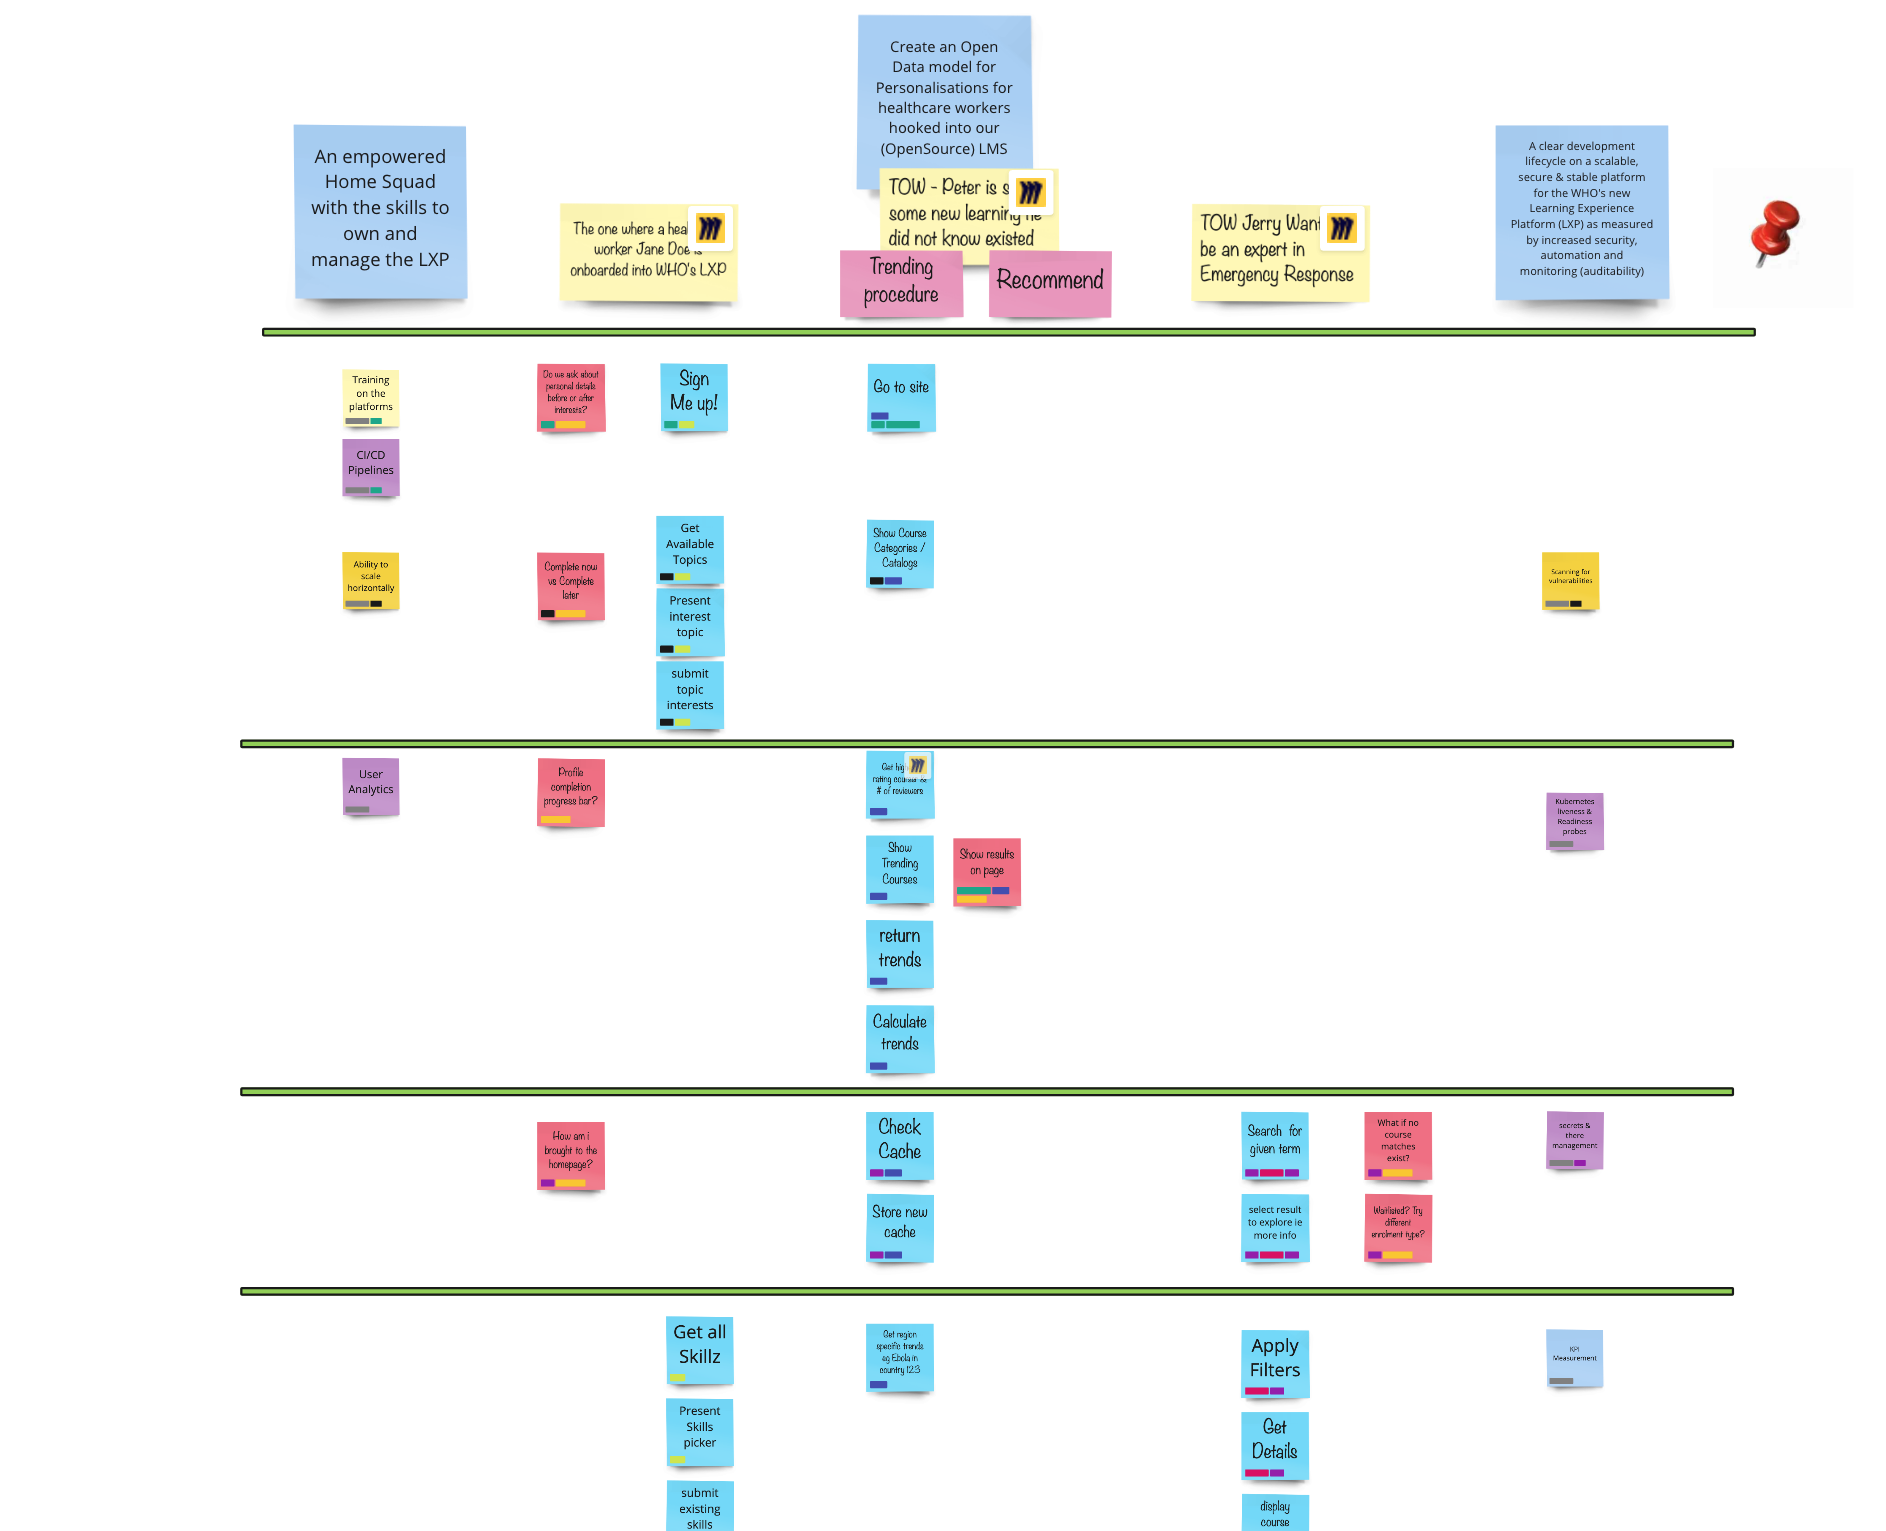 Create an Open
Data model for
Personalisations for
healthcare workers
hooked into our
(OpenSource) LMS
An empowered
Home Squad
with the skills to
own and
manage the LXP
The one where a
worker Jane Doe is
onboarded into WHO's LXP
TOW - Peter is
some new learning he
did not know existed
Trending
procedure
Recommend
TOW Jerry
be an expert in
Emergency Response
A clear development
lifecycle on a scalable,
secure & stable platform
for the WHO's new
Learning Experience
Platform (LXP) as measured
by increased security,
automation and
monitoring (auditability)
Training
on the
platforms
Do we ask about
personal details
before or after
interests?
Sign
Me up!
Go to site
CI/CD
Pipelines
Ability to
scale
horizontally
Complete now
vs Complete
later
Get
Available
Topics
Present
interest
topic
submit
topic
interests
Show Course
Categories /
Catalogs
Scanning for
vulnerabilities
User
Analytics
Profile
completion
progress bar?
Get
rating
# of reviewers
Show
Trending
Courses
Show results
on page
return
trends
Calculate
trends
Kubernetes
liveness &
Readiness
probes
How am i
brought to the
homepage?
Check
Cache
Store new
cache
Search for
given term
select result
to explore ie
more info
What if no
course
matches
exist?
Waitlisted? Try
different
enrolment type?
secrets &
there
management
Get all
Skillz
Present
Skills
picker
submit
existing
skills
Get region
specific trends
eg Ebola in
country 123
Apply
Filters
Get
Details
display
course
KPI
Measurement